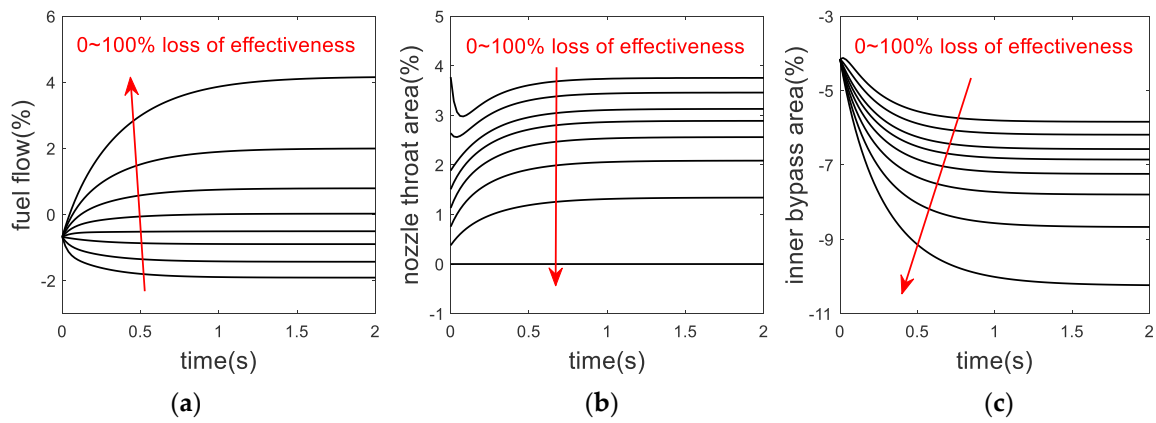 0~100% loss of effectiveness
fuel flow(%)
6
4
2
0
-2
0
0.5
1
1.5
2
time(s)
(a)
0~100% loss of effectiveness
nozzle throat area(%)
5
4
3
2
1
0
-1
0
0.5
1
1.5
2
time(s)
(b)
0~100% loss of effectiveness
inner bypass area(%)
-3
-5
-7
-9
-11
0
0.5
1
1.5
2
time(s)
(c)